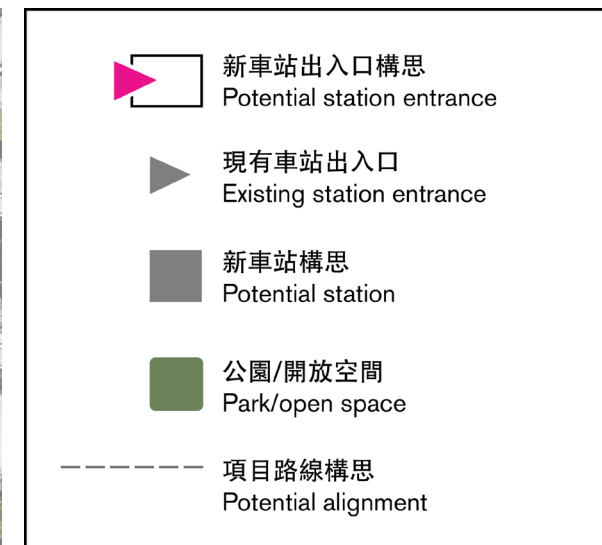 新車站出入口構思
Potential station entrance
現有車站出入口
Existing station entrance
新車站構思
Potential station
公園/開放空間
Park/open space
項目路線構思
Potential alignment